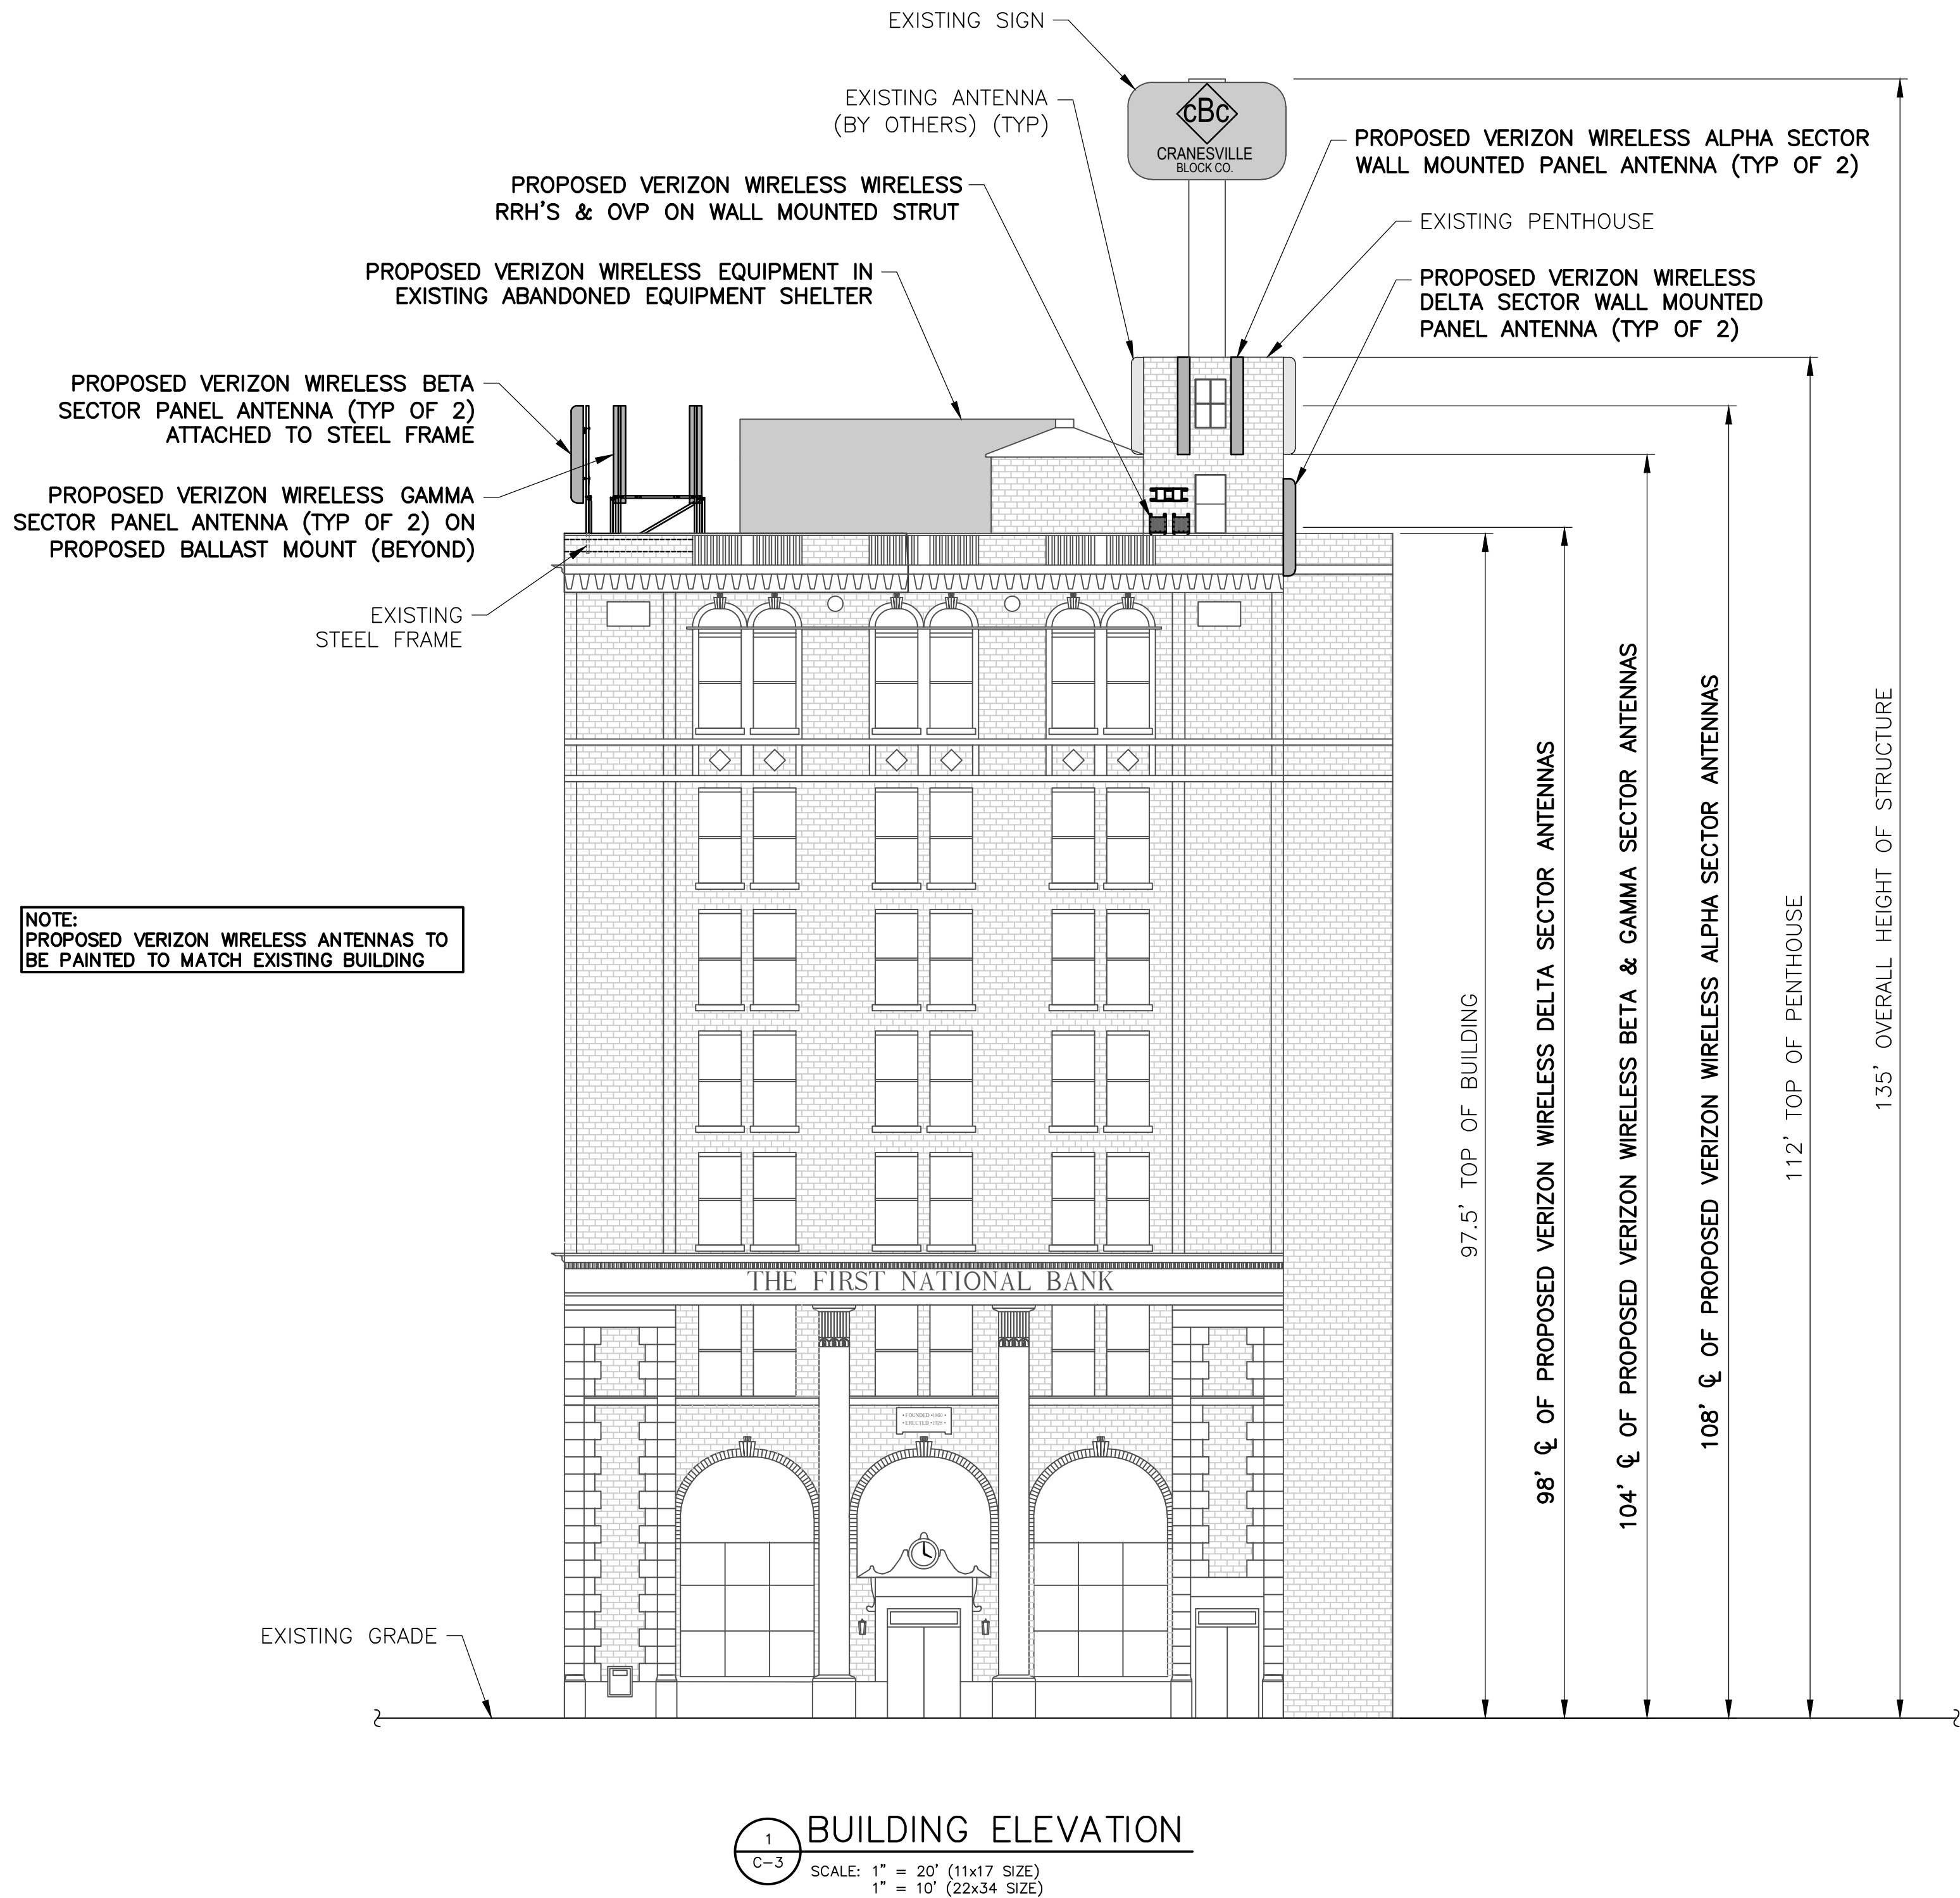 EXISTING SIGN
EXISTING ANTENNA
(BY OTHERS) (TYP)
cBc
CRANESVILLE
BLOCK CO.
PROPOSED VERIZON WIRELESS ALPHA SECTOR
WALL MOUNTED PANEL ANTENNA (TYP OF 2)
PROPOSED VERIZON WIRELESS WIRELESS
RRH'S & OVP ON WALL MOUNTED STRUT
EXISTING PENTHOUSE
PROPOSED VERIZON WIRELESS EQUIPMENT IN
EXISTING ABANDONED EQUIPMENT SHELTER
PROPOSED VERIZON WIRELESS
DELTA SECTOR WALL MOUNTED
PANEL ANTENNA (TYP OF 2)
PROPOSED VERIZON WIRELESS BETA
SECTOR PANEL ANTENNA (TYP OF 2)
ATTACHED TO STEEL FRAME
PROPOSED VERIZON WIRELESS GAMMA
SECTOR PANEL ANTENNA (TYP OF 2) ON
PROPOSED BALLAST MOUNT (BEYOND)
EXISTING
STEEL FRAME
97.5' TOP OF BUILDING
98' ℄ OF PROPOSED VERIZON WIRELESS DELTA SECTOR ANTENNAS
104' ℄ OF PROPOSED VERIZON WIRELESS BETA & GAMMA SECTOR ANTENNAS
108' ℄ OF PROPOSED VERIZON WIRELESS ALPHA SECTOR ANTENNAS
112' TOP OF PENTHOUSE
135' OVERALL HEIGHT OF STRUCTURE
NOTE:
PROPOSED VERIZON WIRELESS ANTENNAS TO
BE PAINTED TO MATCH EXISTING BUILDING
THE FIRST NATIONAL BANK
• FOUNDED •
• ERECTED •
EXISTING GRADE
1
C-3
BUILDING ELEVATION
SCALE: 1" = 20' (11x17 SIZE)
1" = 10' (22x34 SIZE)